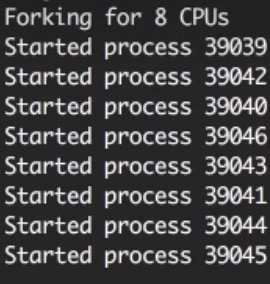 Forking for 8 CPUs
Started process 39039
Started process 39042
Started process 39040
Started process 39046
Started process 39043
Started process 39041
Started process 39044
Started process 39045